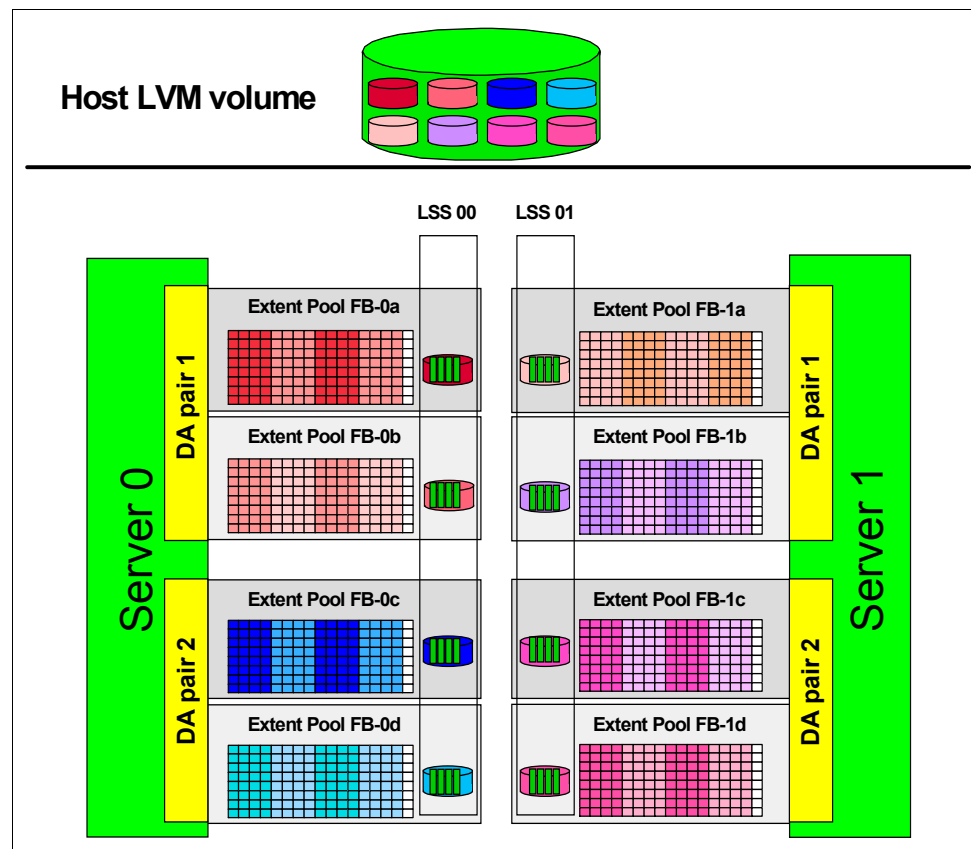 Host LVM volume
LSS 00
LSS 01
Server 0
DA pair 1
Extent Pool FB-0a
Extent Pool FB-1a
DA pair 1
Server 1
Extent Pool FB-0b
Extent Pool FB-1b
DA pair 2
Extent Pool FB-0c
Extent Pool FB-1c
DA pair 2
Extent Pool FB-0d
Extent Pool FB-1d